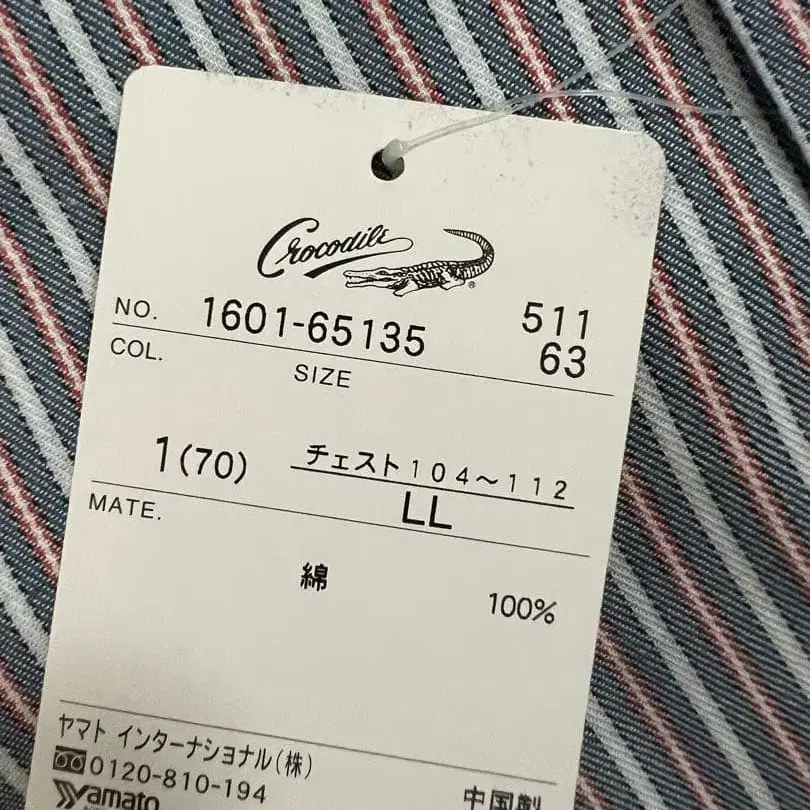 Crocodile
®
NO. 1601-65135 511
63
COL. SIZE
1(70) チェスト104〜112
LL
MATE.
綿 100%
ヤマト インターナショナル(株)
0120-810-194
Yamato 中国製